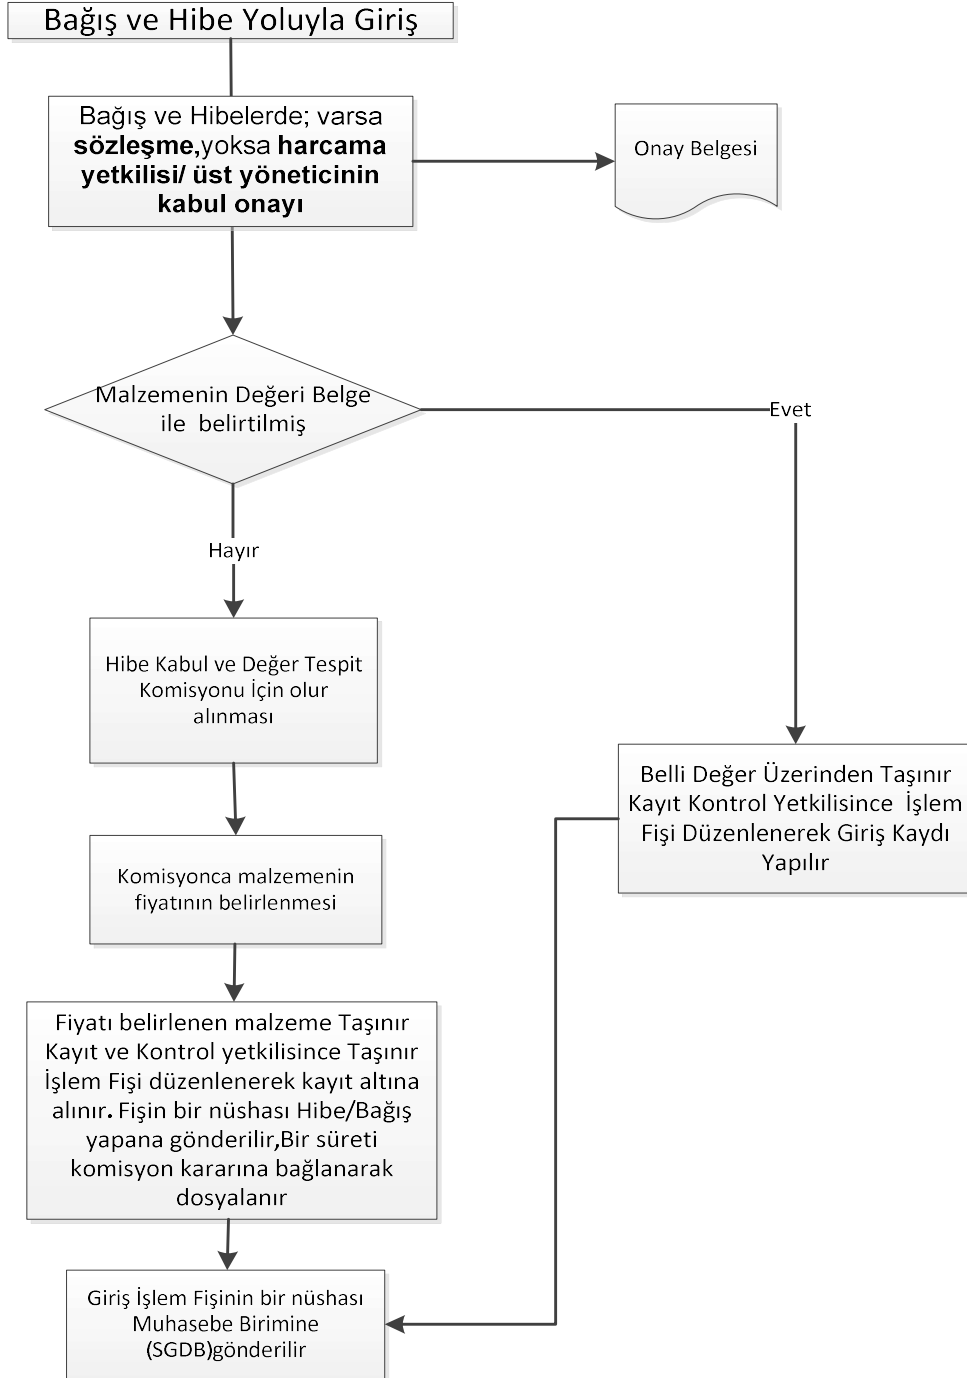 Bağış ve Hibe Yoluyla Giriş
Bağış ve Hibelerde; varsa
sözleşme,yoksa harcama
yetkilisi/ üst yöneticinin
kabul onayı
Onay Belgesi
Malzemenin Değeri Belge
ile belirtilmiş
Evet
Hayır
Hibe Kabul ve Değer Tespit
Komisyonu İçin olur
alınması
Belli Değer Üzerinden Taşınır
Kayıt Kontrol Yetkilisince İşlem
Fişi Düzenlenerek Giriş Kaydı
Yapılır
Komisyonca malzemenin
fiyatının belirlenmesi
Fiyatı belirlenen malzeme Taşınır
Kayıt ve Kontrol yetkilisince Taşınır
İşlem Fişi düzenlenerek kayıt altına
alınır. Fişin bir nüshası Hibe/Bağış
yapana gönderilir,Bir süreti
komisyon kararına bağlanarak
dosyalanır
Giriş İşlem Fişinin bir nüshası
Muhasebe Birimine
(SGDB)gönderilir